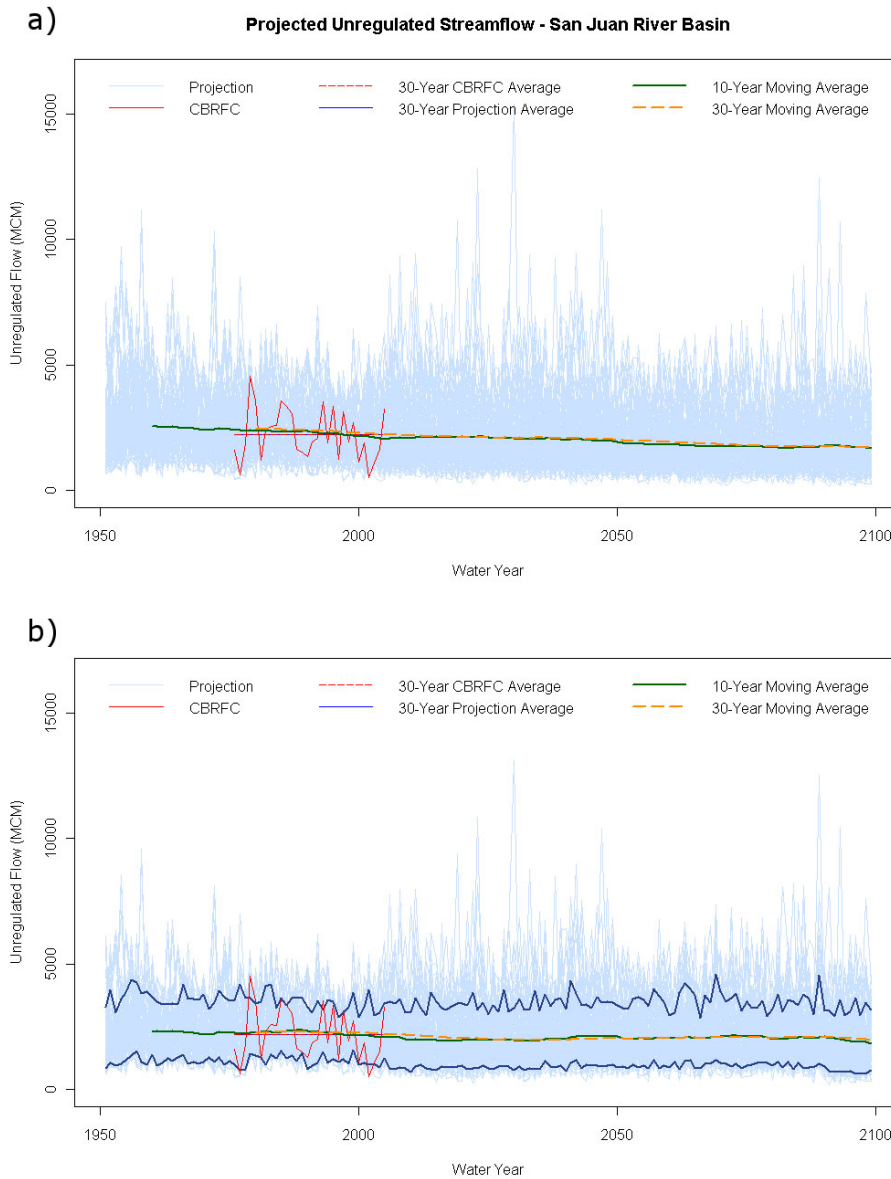 a)
Projected Unregulated Streamflow - San Juan River Basin
Projection 30-Year CBRFC Average 10-Year Moving Average
CBRFC 30-Year Projection Average 30-Year Moving Average
15000
10000
5000
0
Unregulated Flow (MCM)
1950 2000 2050 2100
Water Year
b)
Projection 30-Year CBRFC Average 10-Year Moving Average
CBRFC 30-Year Projection Average 30-Year Moving Average
15000
10000
5000
0
Unregulated Flow (MCM)
1950 2000 2050 2100
Water Year